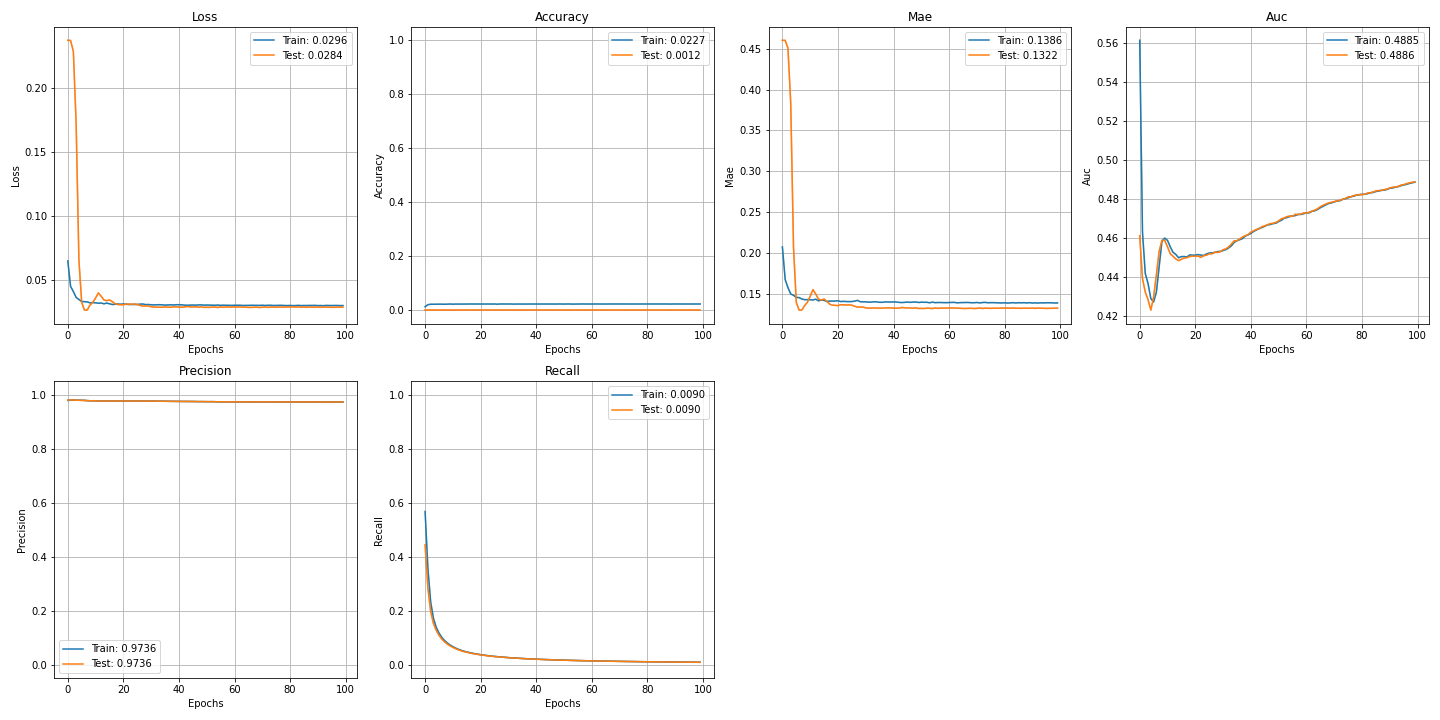 Loss
Train: 0.0296
Test: 0.0284
0.20
0.15
0.10
0.05
Loss
0 20 40 60 80 100
Epochs
Accuracy
Train: 0.0227
Test: 0.0012
1.0
0.8
0.6
0.4
0.2
0.0
Accuracy
0 20 40 60 80 100
Epochs
Mae
Train: 0.1386
Test: 0.1322
0.45
0.40
0.35
0.30
0.25
0.20
0.15
Mae
0 20 40 60 80 100
Epochs
Auc
Train: 0.4885
Test: 0.4886
0.56
0.54
0.52
0.50
0.48
0.46
0.44
0.42
Auc
0 20 40 60 80 100
Epochs
Precision
1.0
0.8
0.6
0.4
0.2
0.0
Precision
Train: 0.9736
Test: 0.9736
0 20 40 60 80 100
Epochs
Recall
Train: 0.0090
Test: 0.0090
1.0
0.8
0.6
0.4
0.2
0.0
Recall
0 20 40 60 80 100
Epochs